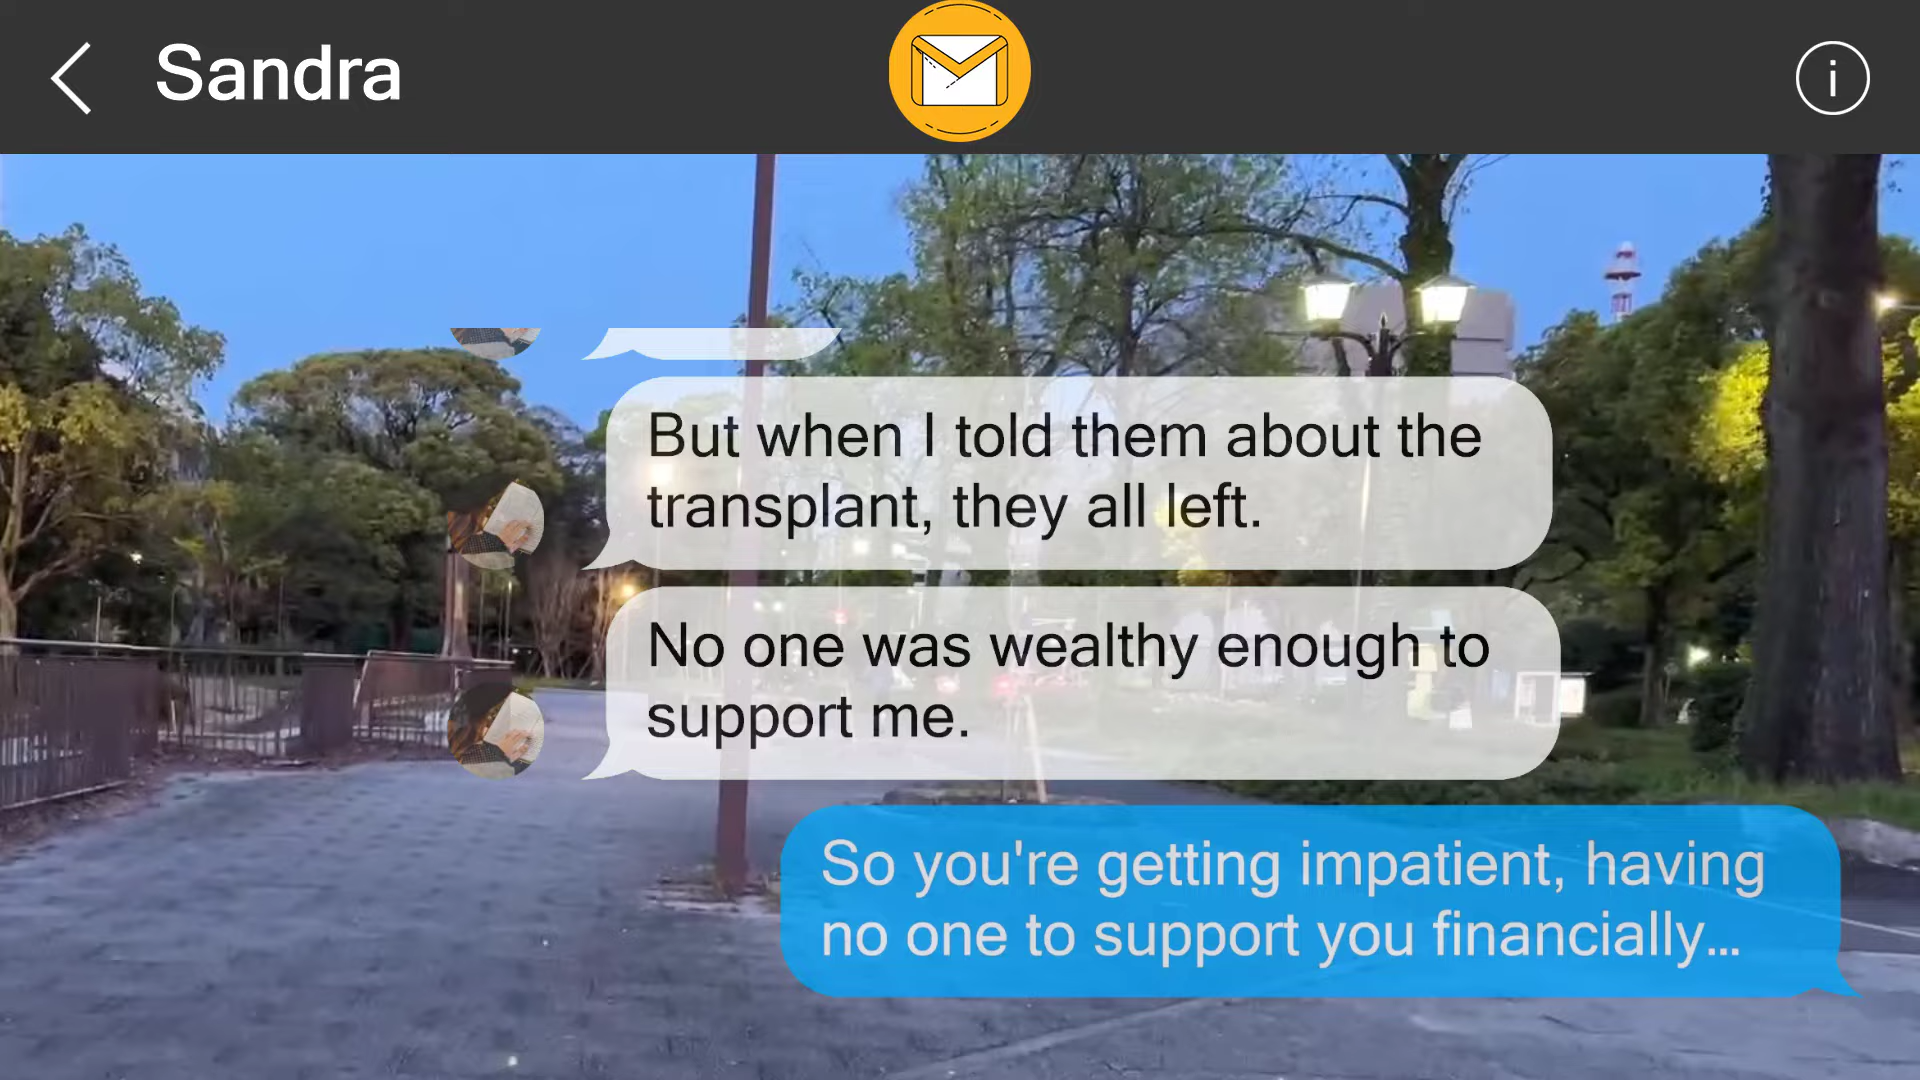 Sandra
But when I told them about the
transplant, they all left.
No one was wealthy enough to
support me.
So you're getting impatient, having
no one to support you financially...